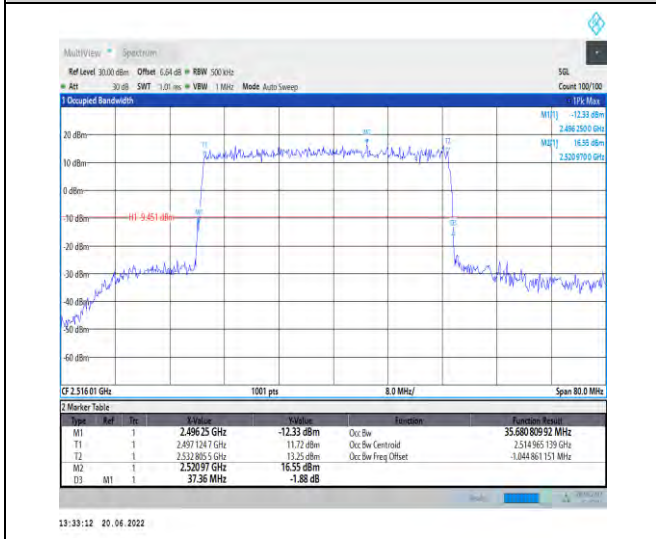 MultiView Spectrum
Ref Level 30.00 dBm Offset 6.64 dB RBW 500 kHz SGL
Att 30 dB SWT 1.01 ms VBW 1 MHz Mode Auto Sweep Count 100/100
1 Occupied Bandwidth 1Pk Max
M1[1] -12.33 dBm
2.496 2500 GHz
M2[1] 16.55 dBm
2.520 9700 GHz
20 dBm
M2
T1
T2
10 dBm
0 dBm
M1
-10 dBm H1 -9.451 dBm
D3
-20 dBm
-30 dBm
-40 dBm
-50 dBm
-60 dBm
CF 2.516 01 GHz 1001 pts 8.0 MHz/ Span 80.0 MHz
2 Marker Table
Type Ref Trc X-Value Y-Value Function Function Result
M1 1 2.496 25 GHz -12.33 dBm Occ Bw 35.680 809 92 MHz
T1 1 2.497 124 7 GHz 11.72 dBm Occ Bw Centroid 2.514 965 139 GHz
T2 1 2.532 805 5 GHz 13.25 dBm Occ Bw Freq Offset -1.044 861 151 MHz
M2 1 2.520 97 GHz 16.55 dBm
D3 M1 1 37.36 MHz -1.88 dB
13:33:12 20.06.2022